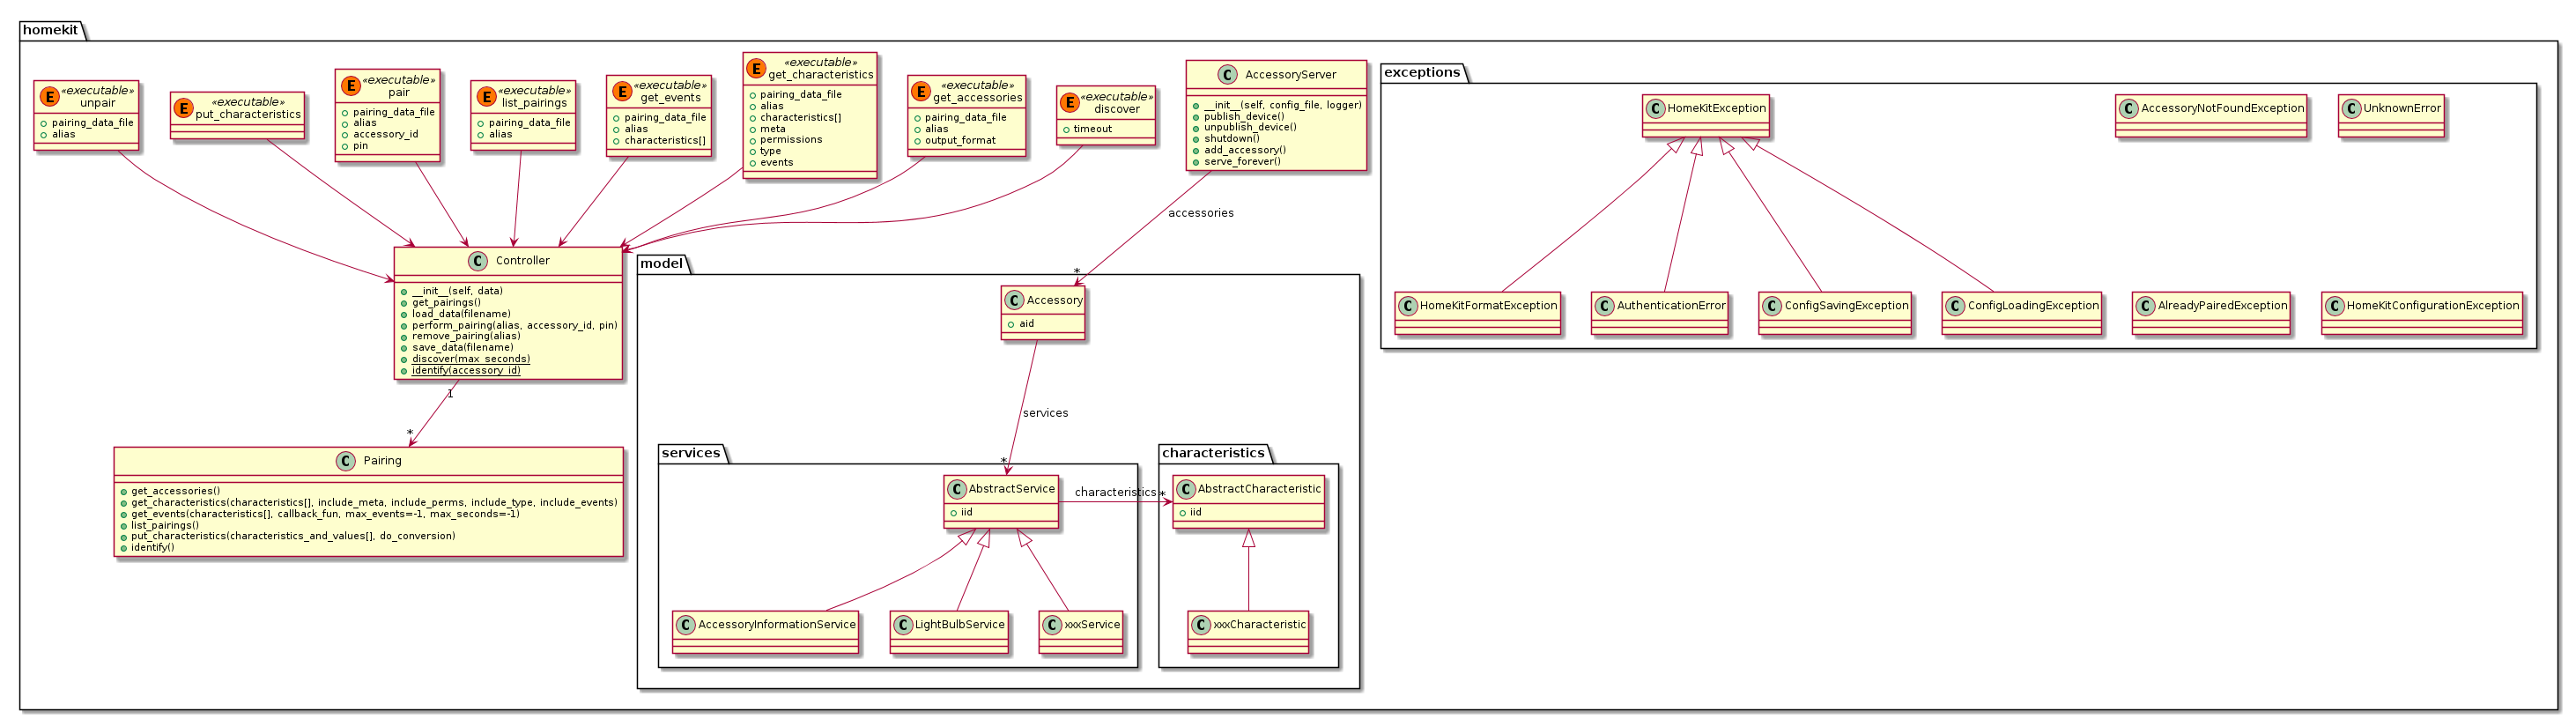 homekit
E
«executable»
unpair
pairing_data_file
alias
E
«executable»
put_characteristics
E
«executable»
pair
pairing_data_file
alias
accessory_id
pin
E
«executable»
list_pairings
pairing_data_file
alias
E
«executable»
get_events
pairing_data_file
alias
characteristics[]
E
«executable»
get_characteristics
pairing_data_file
alias
characteristics[]
meta
permissions
type
events
E
«executable»
get_accessories
pairing_data_file
alias
output_format
E
«executable»
discover
timeout
C AccessoryServer
__init__(self, config_file, logger)
publish_device()
unpublish_device()
shutdown()
add_accessory()
serve_forever()
accessories
*
exceptions
C HomeKitException
C AccessoryNotFoundException
C UnknownError
C HomeKitFormatException
C AuthenticationError
C ConfigSavingException
C ConfigLoadingException
C AlreadyPairedException
C HomeKitConfigurationException
C Controller
__init__(self, data)
get_pairings()
load_data(filename)
perform_pairing(alias, accessory_id, pin)
remove_pairing(alias)
save_data(filename)
discover(max_seconds)
identify(accessory_id)
1
*
C Pairing
get_accessories()
get_characteristics(characteristics[], include_meta, include_perms, include_type, include_events)
get_events(characteristics[], callback_fun, max_events=-1, max_seconds=-1)
list_pairings()
put_characteristics(characteristics_and_values[], do_conversion)
identify()
model
C Accessory
aid
services
*
services
C AbstractService
iid
characteristics
*
C AccessoryInformationService
C LightBulbService
C xxxService
characteristics
C AbstractCharacteristic
iid
C xxxCharacteristic